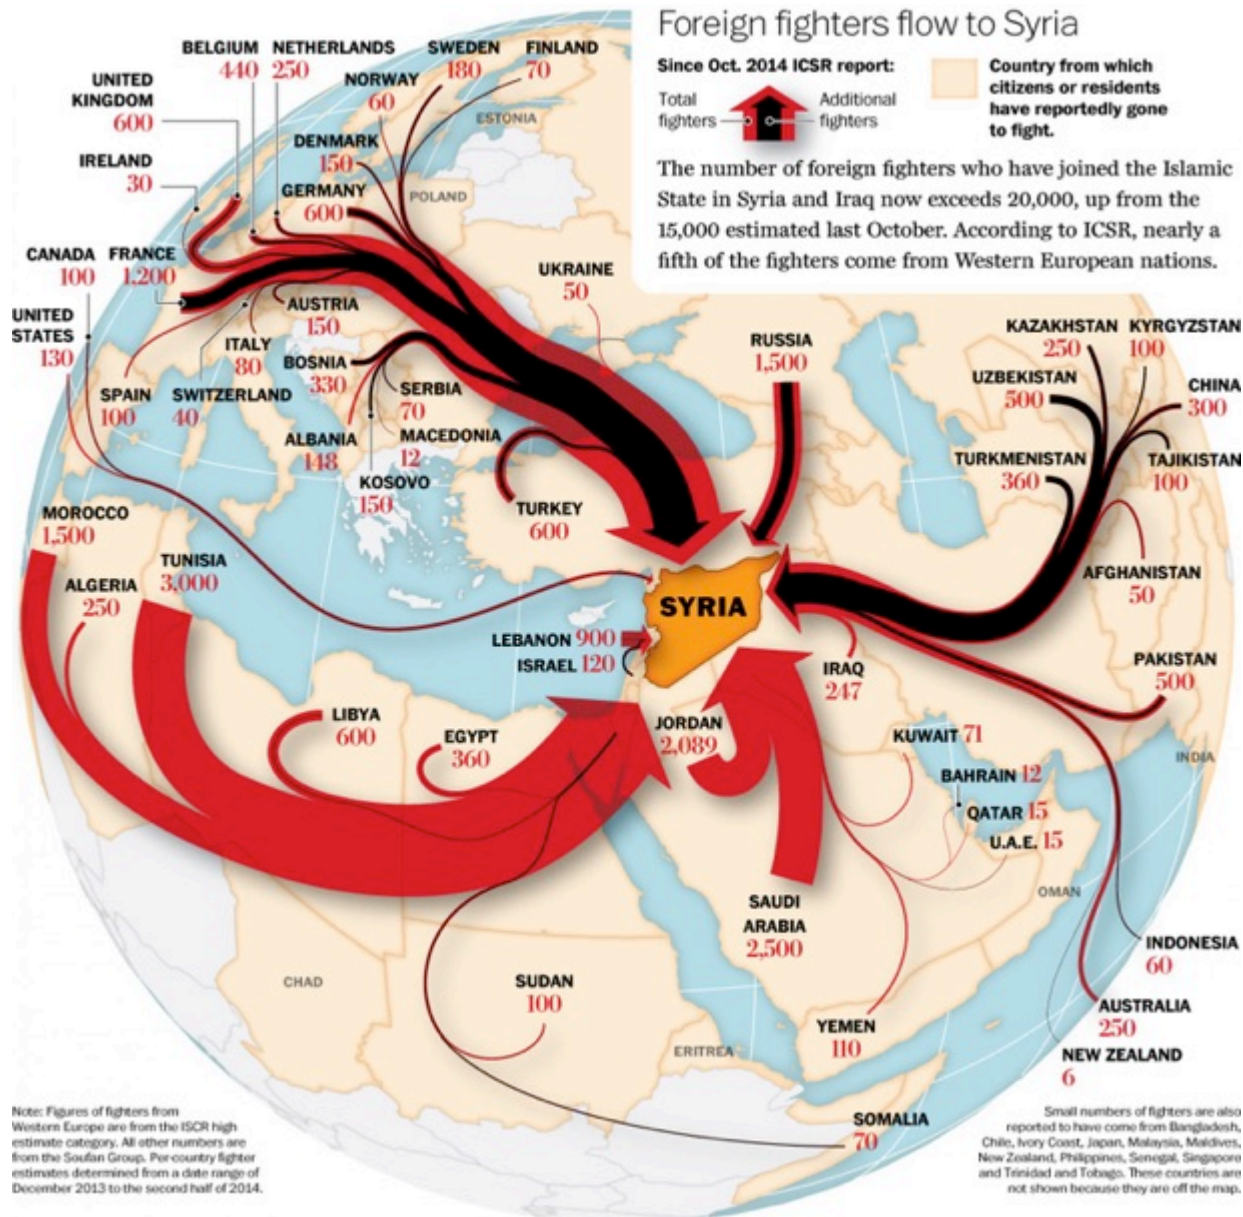 Foreign fighters flow to Syria
Since Oct. 2014 ICSR report:
Total
fighters
Additional
fighters
Country from which
citizens or residents
have reportedly gone
to fight.
The number of foreign fighters who have joined the Islamic
State in Syria and Iraq now exceeds 20,000, up from the
15,000 estimated last October. According to ICSR, nearly a
fifth of the fighters come from Western European nations.
BELGIUM
440
NETHERLANDS
250
SWEDEN
180
FINLAND
70
UNITED
KINGDOM
600
NORWAY
60
ESTONIA
IRELAND
30
DENMARK
150
GERMANY
600
POLAND
CANADA
100
FRANCE
1,200
UKRAINE
50
UNITED
STATES
130
AUSTRIA
150
ITALY
80
BOSNIA
330
RUSSIA
1,500
KAZAKHSTAN
250
KYRGYZSTAN
100
UZBEKISTAN
500
CHINA
300
SPAIN
100
SWITZERLAND
40
SERBIA
70
ALBANIA
148
MACEDONIA
12
KOSOVO
150
TURKMENISTAN
360
TAJIKISTAN
100
TURKEY
600
MOROCCO
1,500
ALGERIA
250
TUNISIA
3,000
AFGHANISTAN
50
SYRIA
LEBANON 900
ISRAEL 120
IRAQ
247
PAKISTAN
500
LIBYA
600
EGYPT
360
JORDAN
2,089
KUWAIT 71
INDIA
BAHRAIN 12
QATAR 15
U.A.E. 15
OMAN
SAUDI
ARABIA
2,500
INDONESIA
60
CHAD
SUDAN
100
AUSTRALIA
250
YEMEN
110
ERITREA
NEW ZEALAND
6
SOMALIA
70
Note: Figures of fighters from
Western Europe are from the ISCR high
estimate category. All other numbers are
from the Soufan Group. Per-country fighter
estimates determined from a date range of
December 2013 to the second half of 2014.
Small numbers of fighters are also
reported to have come from Bangladesh,
Chile, Ivory Coast, Japan, Malaysia, Maldives,
New Zealand, Philippines, Senegal, Singapore
and Trinidad and Tobago. These countries are
not shown because they are off the map.